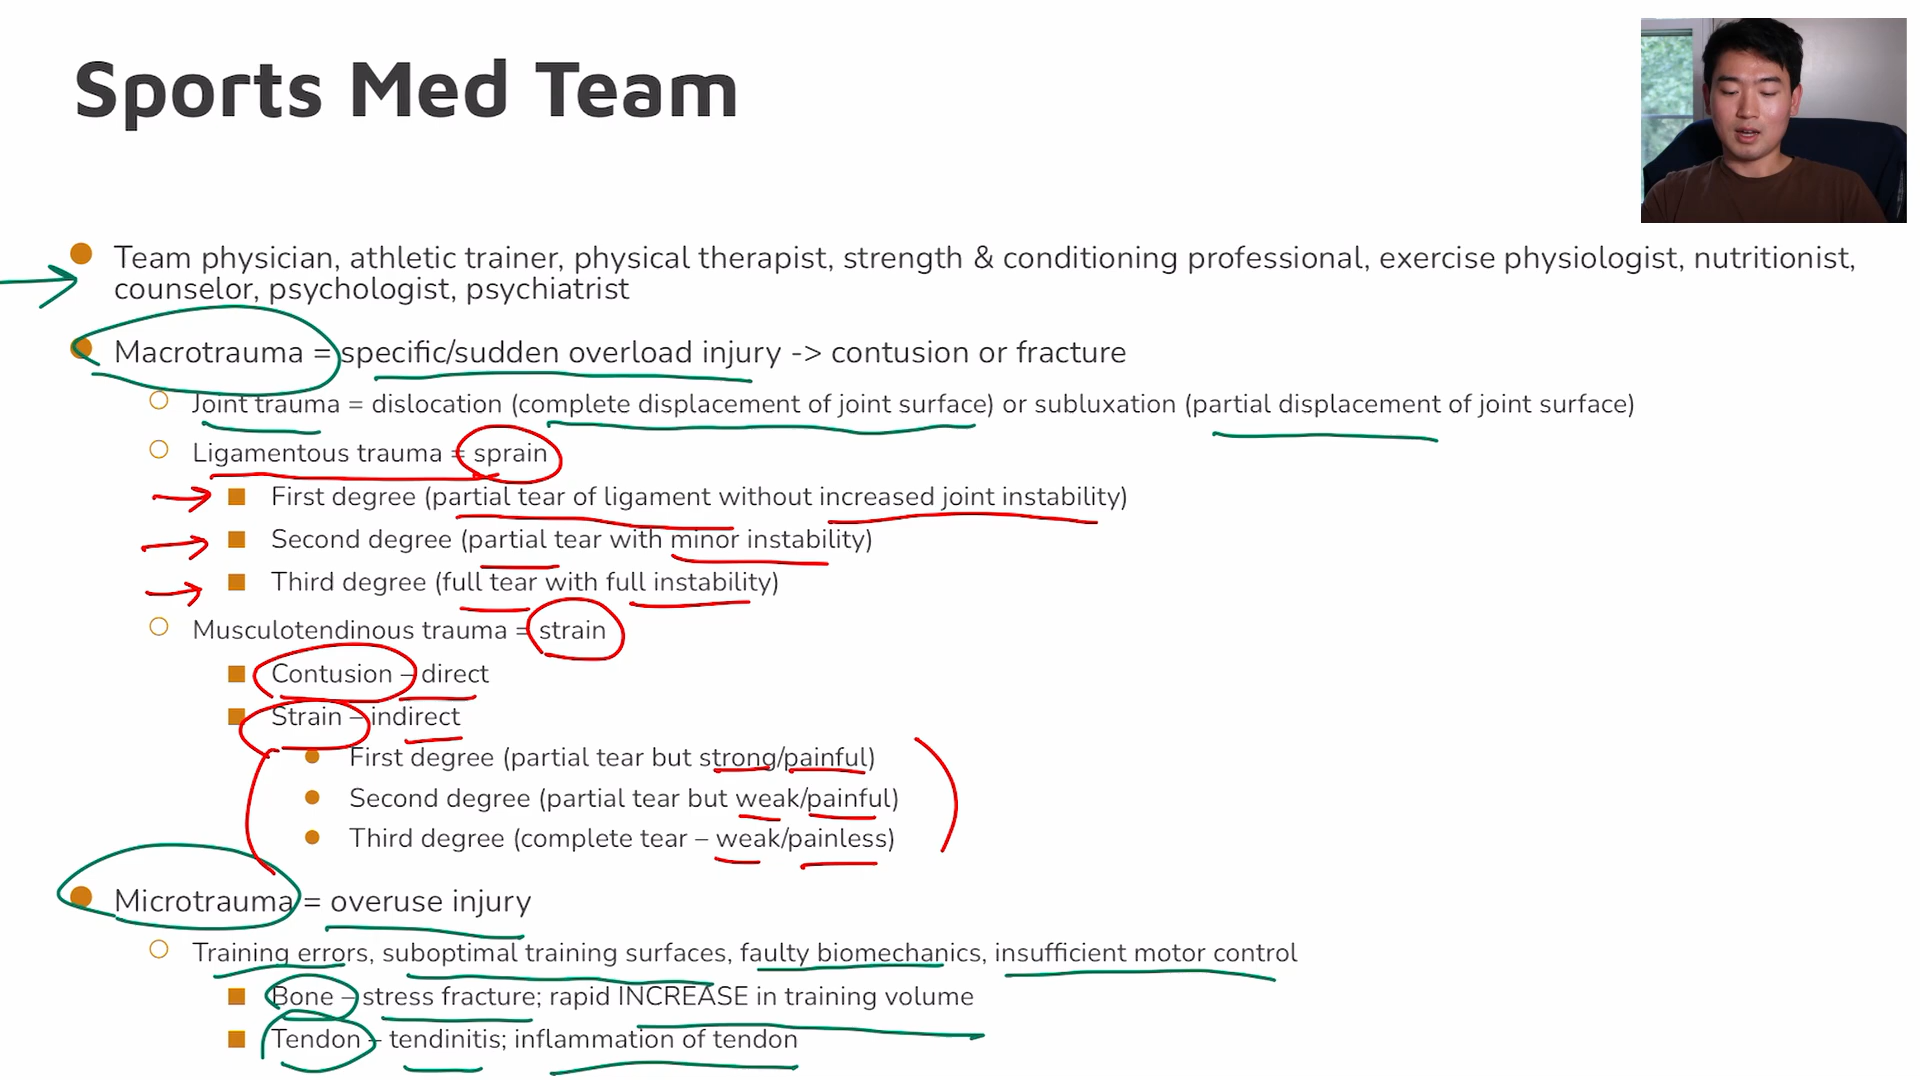 Sports Med Team
Team physician, athletic trainer, physical therapist, strength & conditioning professional, exercise physiologist, nutritionist,
counselor, psychologist, psychiatrist
Macrotrauma = specific/sudden overload injury -> contusion or fracture
Joint trauma = dislocation (complete displacement of joint surface) or subluxation (partial displacement of joint surface)
Ligamentous trauma = sprain
First degree (partial tear of ligament without increased joint instability)
Second degree (partial tear with minor instability)
Third degree (full tear with full instability)
Musculotendinous trauma = strain
Contusion – direct
Strain – indirect
First degree (partial tear but strong/painful)
Second degree (partial tear but weak/painful)
Third degree (complete tear – weak/painless)
Microtrauma = overuse injury
Training errors, suboptimal training surfaces, faulty biomechanics, insufficient motor control
Bone – stress fracture; rapid INCREASE in training volume
Tendon – tendinitis; inflammation of tendon